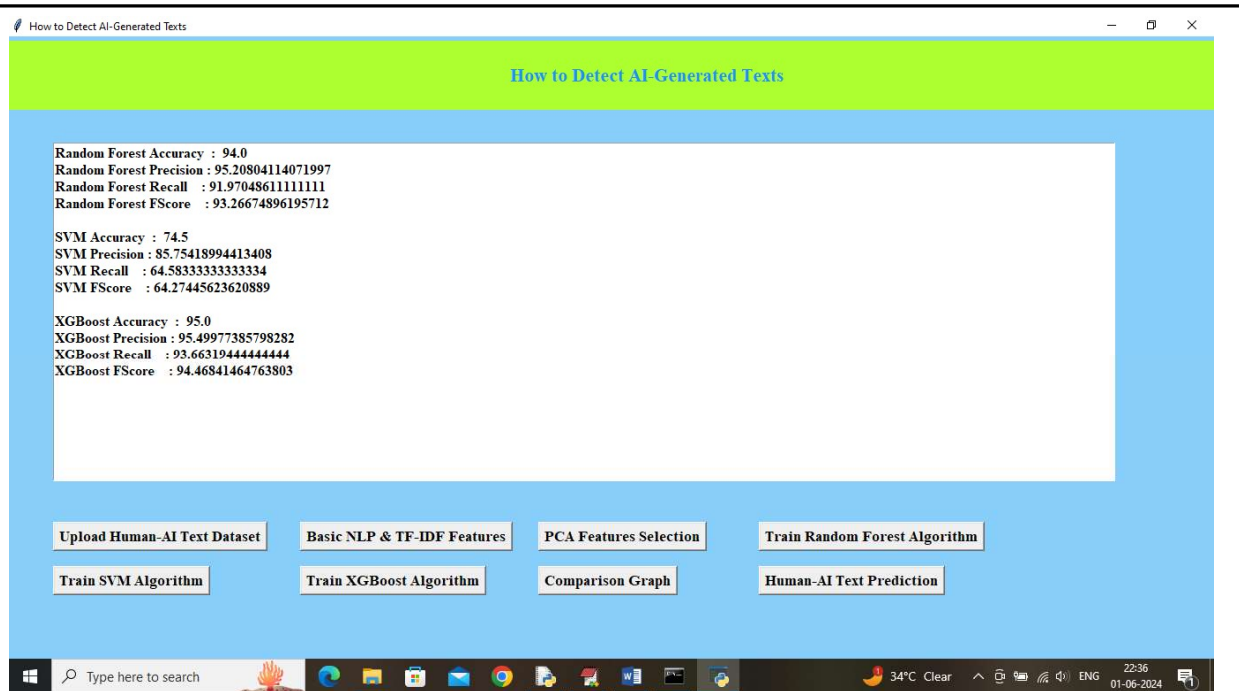 How to Detect AI-Generated Texts
How to Detect AI-Generated Texts
Random Forest Accuracy : 94.0
Random Forest Precision : 95.20804114071997
Random Forest Recall : 91.97048611111111
Random Forest FScore : 93.26674896195712
SVM Accuracy : 74.5
SVM Precision : 85.75418994413408
SVM Recall : 64.58333333333334
SVM FScore : 64.27445623620889
XGBoost Accuracy : 95.0
XGBoost Precision : 95.49977385798282
XGBoost Recall : 93.66319444444444
XGBoost FScore : 94.46841464763803
Upload Human-AI Text Dataset Basic NLP & TF-IDF Features PCA Features Selection Train Random Forest Algorithm
Train SVM Algorithm Train XGBoost Algorithm Comparison Graph Human-AI Text Prediction
Type here to search 34°C Clear ENG 22:36
01-06-2024